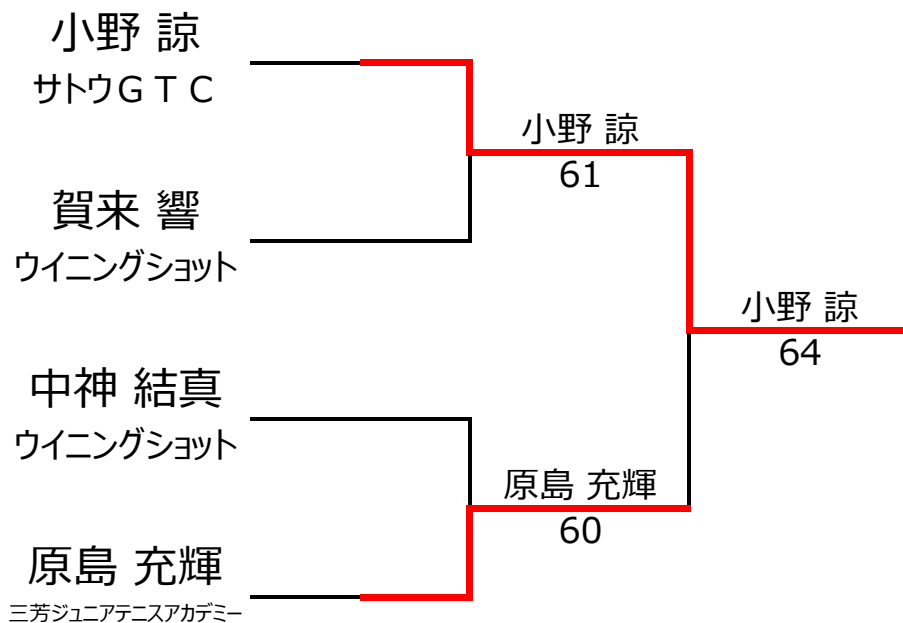 小野 諒
サトウＧＴＣ
小野 諒
61
賀来 響
ウイニングショット
小野 諒
64
中神 結真
ウイニングショット
原島 充輝
60
原島 充輝
三芳ジュニアテニスアカデミー